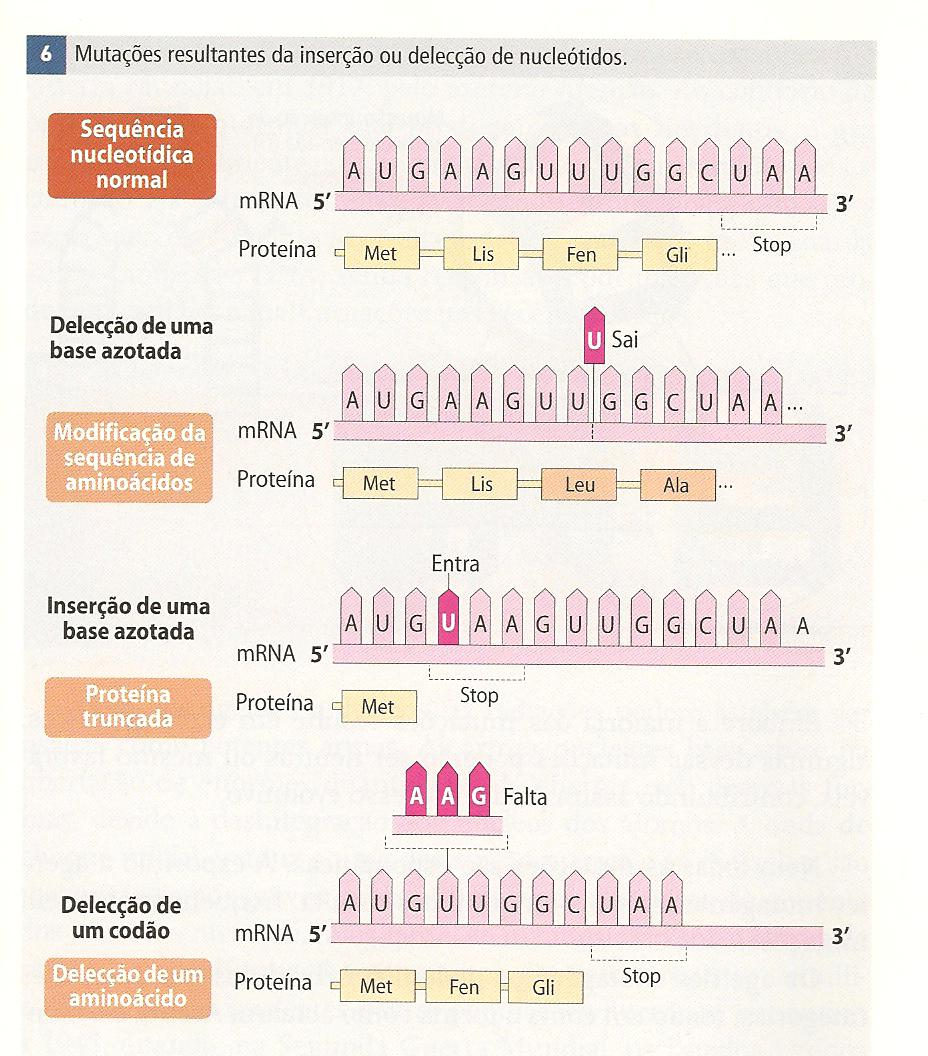 6 Mutações resultantes da inserção ou delecção de nucleótidos.
Sequência
nucleotídica
normal
A U G A A G U U U G G C U A A
mRNA 5’ 3’
Stop
Proteína Met Lis Fen Gli ...
Delecção de uma
base azotada
U Sai
A U G A A G U U G G C U A A ...
mRNA 5’ 3’
Modificação da
sequência de
aminoácidos
Proteína Met Lis Leu Ala ...
Entra
Inserção de uma
base azotada
A U G U A A G U U G G C U A A
mRNA 5’ 3’
Stop
Proteína
truncada
Proteína Met
A A G Falta
Delecção de
um codão
A U G U U G G C U A A
mRNA 5’ 3’
Stop
Delecção de um
aminoácido
Proteína Met Fen Gli